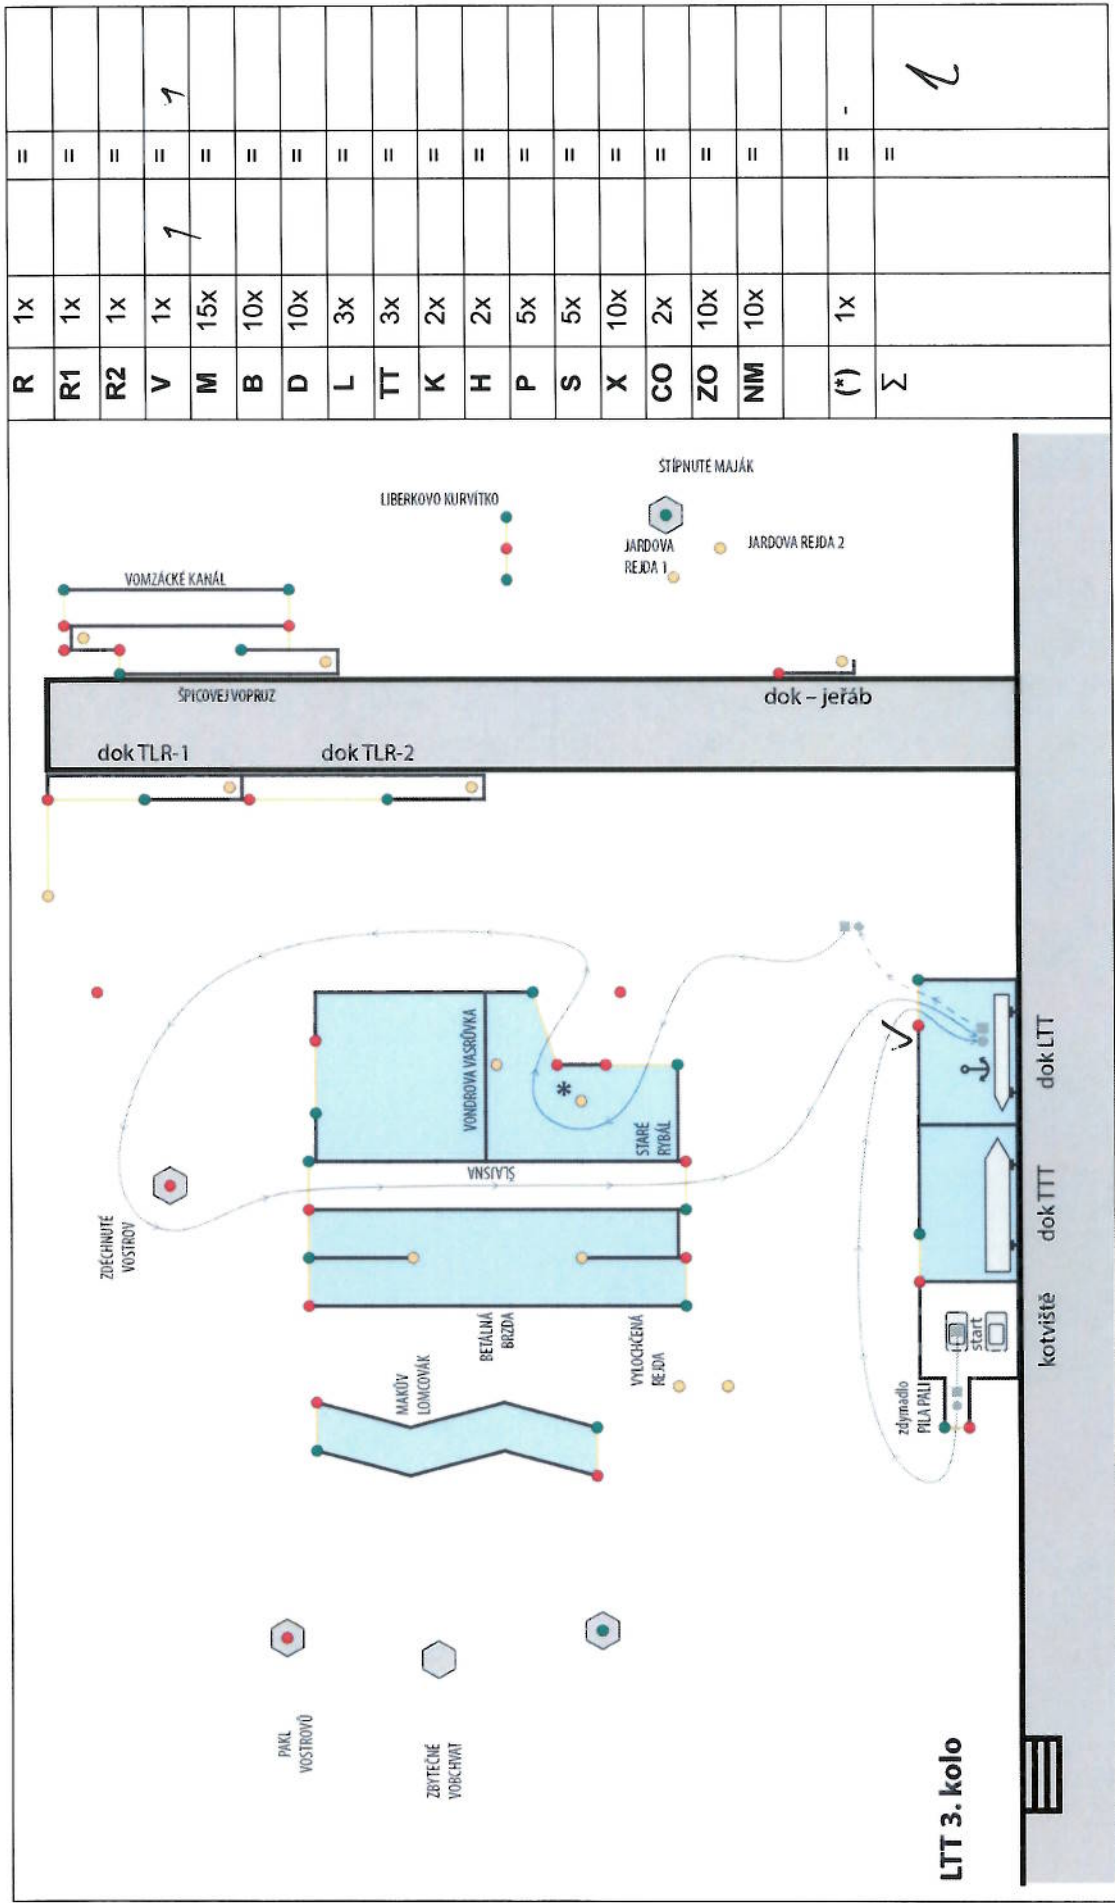 R 1x =
R1 1x =
R2 1x =
V 1x 1 = 1
M 15x =
B 10x =
D 10x =
L 3x =
TT 3x =
K 2x =
H 2x =
P 5x =
S 5x =
X 10x =
CO 2x =
ZO 10x =
NM 10x =
(*) 1x = -
Σ = 1
ŠTÍPNUTÉ MAJÁK
LIBERKOVO KURVÍTKO
JARDOVA
REJDA 1
JARDOVA REJDA 2
VOMZÁCKÉ KANÁL
ŠPICOVEJ VOPRUZ
dok – jeřáb
dok TLR-1
dok TLR-2
VONDROVA VASRŮVKA
*
STARÉ
RYBÁL
ŠLAJSNA
ZDECHNUTÉ
VOSTROV
BETÁLNÁ
BRZDA
VYLOCHČENÁ
REJDA
MAKŮV
LOMCOVÁK
dok LTT
dok TTT
kotviště
start
zdymadlo
PILA PALI
PAKL
VOSTROVŮ
ZBYTEČNÉ
VOBCHVAT
LTT 3. kolo